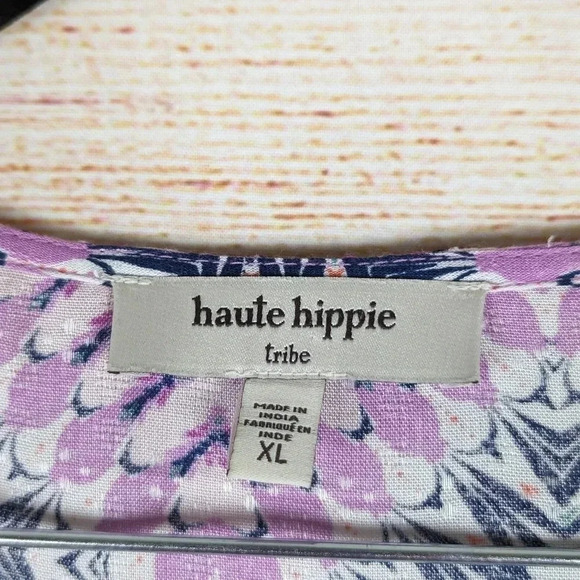 haute hippie
tribe
MADE IN
INDIA
FABRIQUÉ EN
INDE
XL